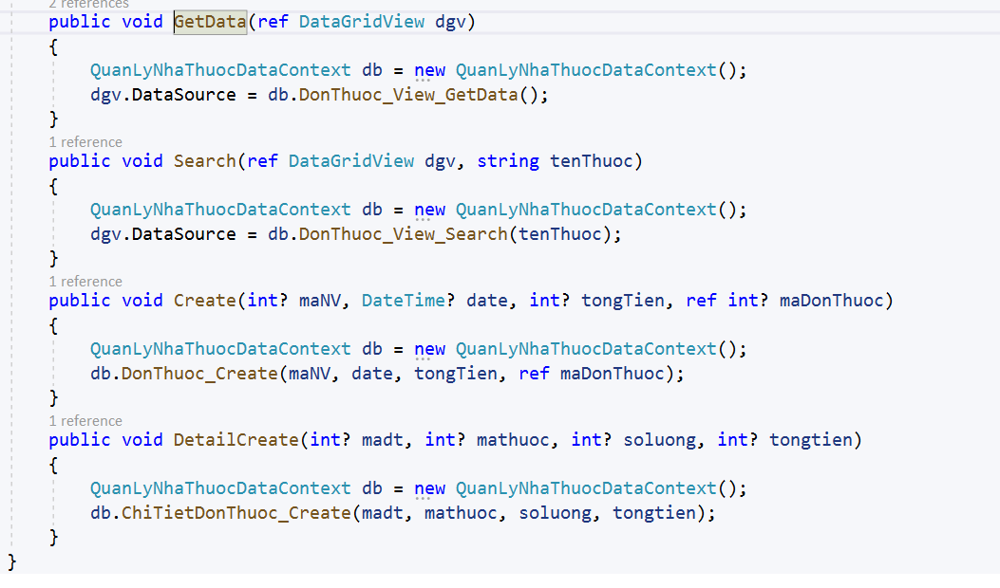 2 references
public void GetData(ref DataGridView dgv)
{
QuanLyNhaThuocDataContext db = new QuanLyNhaThuocDataContext();
dgv.DataSource = db.DonThuoc_View_GetData();
}
1 reference
public void Search(ref DataGridView dgv, string tenThuoc)
{
QuanLyNhaThuocDataContext db = new QuanLyNhaThuocDataContext();
dgv.DataSource = db.DonThuoc_View_Search(tenThuoc);
}
1 reference
public void Create(int? maNV, DateTime? date, int? tongTien, ref int? maDonThuoc)
{
QuanLyNhaThuocDataContext db = new QuanLyNhaThuocDataContext();
db.DonThuoc_Create(maNV, date, tongTien, ref maDonThuoc);
}
1 reference
public void DetailCreate(int? madt, int? mathuoc, int? soluong, int? tongtien)
{
QuanLyNhaThuocDataContext db = new QuanLyNhaThuocDataContext();
db.ChiTietDonThuoc_Create(madt, mathuoc, soluong, tongtien);
}
}